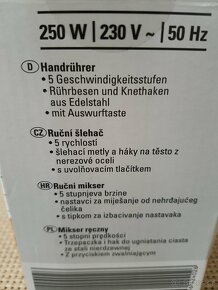 250 W | 230 V ~ | 50 Hz
D Handrührer
• 5 Geschwindigkeitsstufen
• Rührbesen und Knethaken
aus Edelstahl
• mit Auswurftaste
CZ Ruční šlehač
• 5 rychlostí
• šlehací metly a háky na těsto z
nerezové oceli
• s uvolňovacím tlačítkem
HR Ručni mikser
• 5 stupnjeva brzine
• nastavci za miješanje od nehrđajućeg
čelika
• s tipkom za izbacivanje nastavaka
PL Mikser ręczny
• 5 stopni prędkości
• Trzepaczka i hak do ugniatania ciasta
ze stali nierdzewnej
• Z przyciskiem zwalniającym